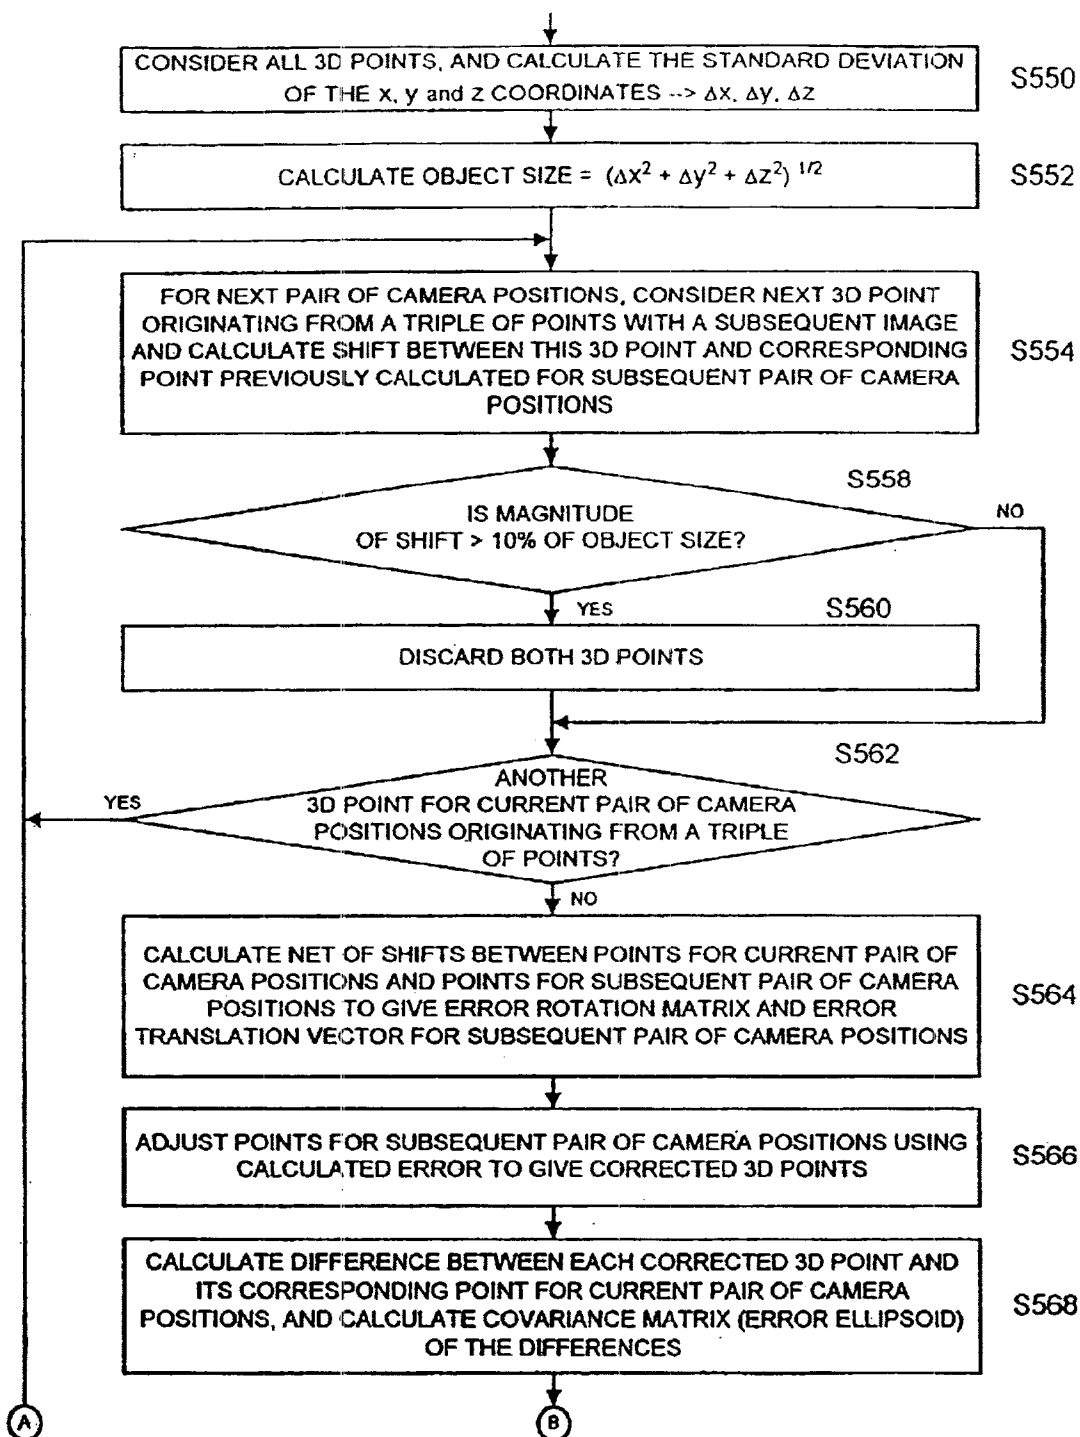 CONSIDER ALL 3D POINTS, AND CALCULATE THE STANDARD DEVIATION
OF THE x, y and z COORDINATES --> Δx, Δy, Δz
S550
CALCULATE OBJECT SIZE = (Δx² + Δy² + Δz²) ^1/2
S552
FOR NEXT PAIR OF CAMERA POSITIONS, CONSIDER NEXT 3D POINT
ORIGINATING FROM A TRIPLE OF POINTS WITH A SUBSEQUENT IMAGE
AND CALCULATE SHIFT BETWEEN THIS 3D POINT AND CORRESPONDING
POINT PREVIOUSLY CALCULATED FOR SUBSEQUENT PAIR OF CAMERA
POSITIONS
S554
S558
IS MAGNITUDE
OF SHIFT > 10% OF OBJECT SIZE?
NO
YES
S560
DISCARD BOTH 3D POINTS
S562
ANOTHER
3D POINT FOR CURRENT PAIR OF CAMERA
POSITIONS ORIGINATING FROM A TRIPLE
OF POINTS?
YES
NO
CALCULATE NET OF SHIFTS BETWEEN POINTS FOR CURRENT PAIR OF
CAMERA POSITIONS AND POINTS FOR SUBSEQUENT PAIR OF CAMERA
POSITIONS TO GIVE ERROR ROTATION MATRIX AND ERROR
TRANSLATION VECTOR FOR SUBSEQUENT PAIR OF CAMERA POSITIONS
S564
ADJUST POINTS FOR SUBSEQUENT PAIR OF CAMERA POSITIONS USING
CALCULATED ERROR TO GIVE CORRECTED 3D POINTS
S566
CALCULATE DIFFERENCE BETWEEN EACH CORRECTED 3D POINT AND
ITS CORRESPONDING POINT FOR CURRENT PAIR OF CAMERA
POSITIONS, AND CALCULATE COVARIANCE MATRIX (ERROR ELLIPSOID)
OF THE DIFFERENCES
S568
A
B